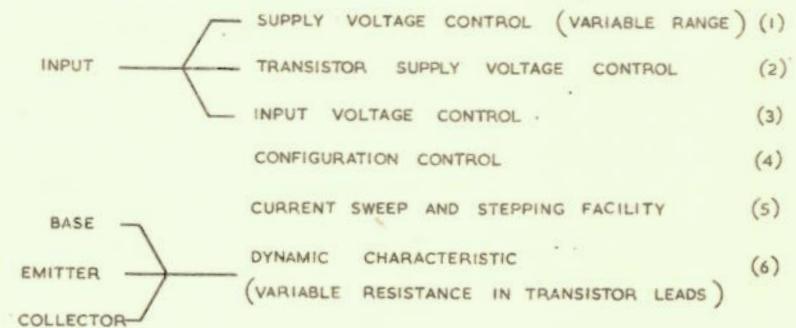 SUPPLY VOLTAGE CONTROL (VARIABLE RANGE) (1)
INPUT TRANSISTOR SUPPLY VOLTAGE CONTROL (2)
INPUT VOLTAGE CONTROL (3)
CONFIGURATION CONTROL (4)
CURRENT SWEEP AND STEPPING FACILITY (5)
BASE
EMITTER DYNAMIC CHARACTERISTIC (6)
(VARIABLE RESISTANCE IN TRANSISTOR LEADS)
COLLECTOR